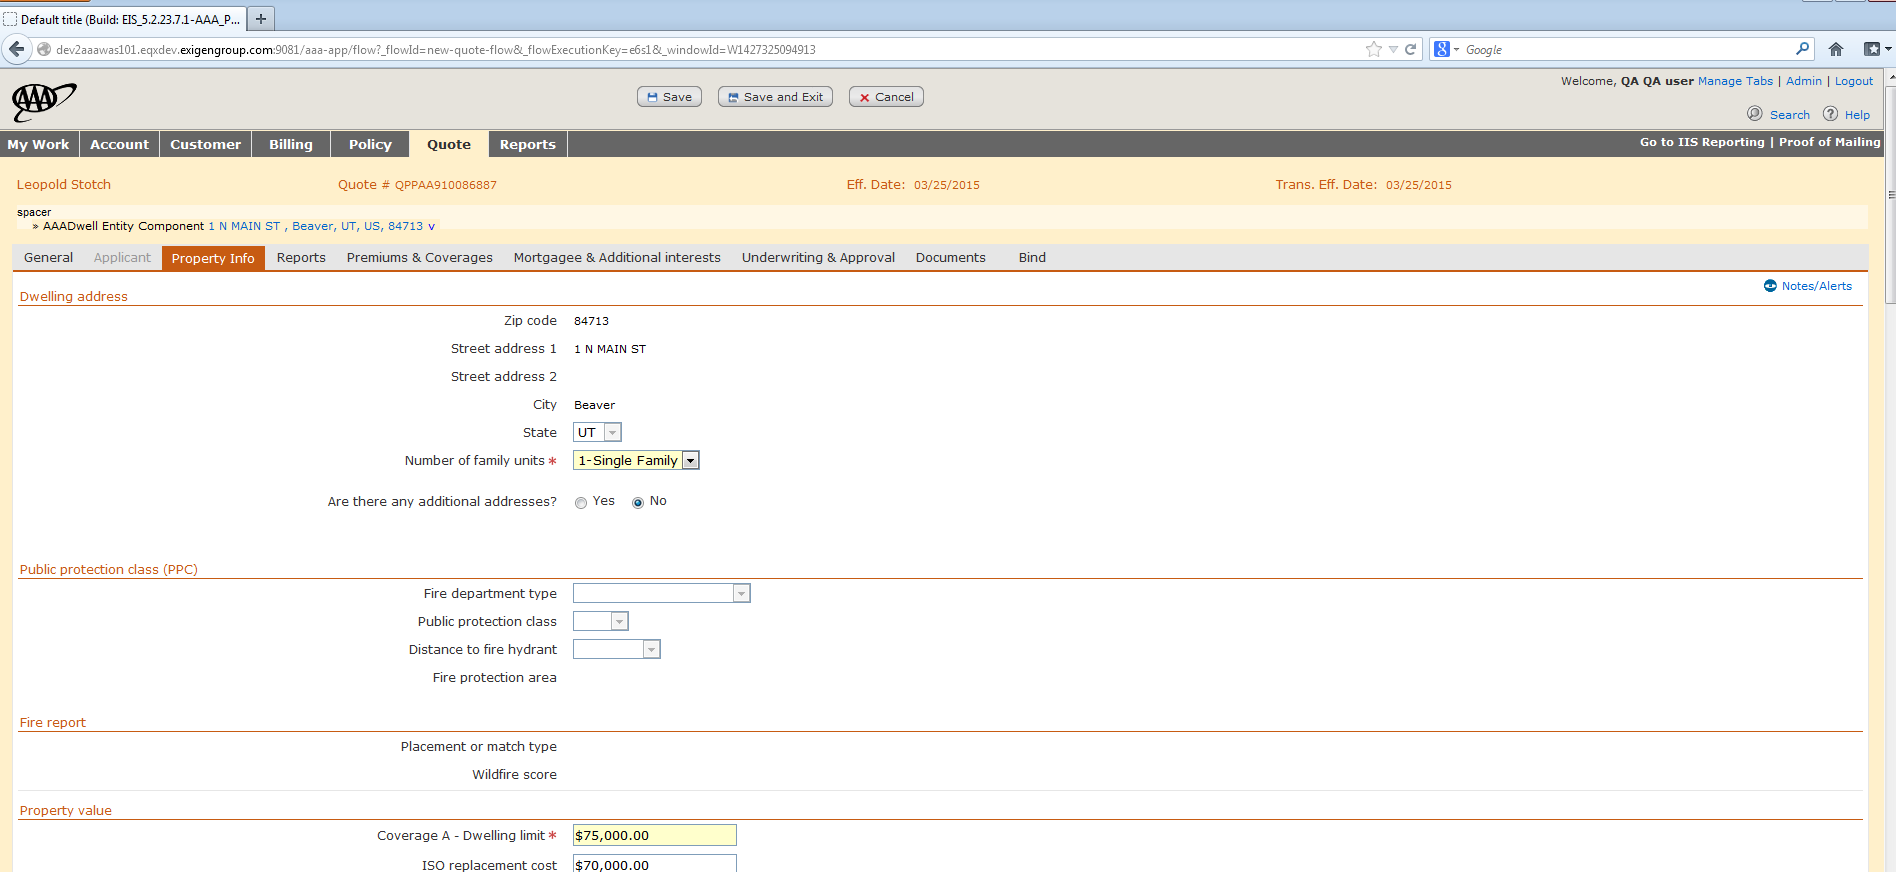 Default title (Build: EIS_5.2.23.7.1-AAA_P...
dev2aaawas101.eqxdev.exigengroup.com:9081/aaa-app/flow?_flowId=new-quote-flow&_flowExecutionKey=e6s1&_windowId=W1427325094913
Google
Welcome, QA QA user Manage Tabs | Admin | Logout
AAA
Save Save and Exit Cancel
Search Help
My Work Account Customer Billing Policy Quote Reports
Go to IIS Reporting | Proof of Mailing
Leopold Stotch Quote # QPPAA910086887 Eff. Date: 03/25/2015 Trans. Eff. Date: 03/25/2015
spacer
» AAADwell Entity Component 1 N MAIN ST , Beaver, UT, US, 84713 v
General Applicant Property Info Reports Premiums & Coverages Mortgagee & Additional interests Underwriting & Approval Documents Bind
Notes/Alerts
Dwelling address
Zip code 84713
Street address 1 1 N MAIN ST
Street address 2
City Beaver
State UT
Number of family units * 1-Single Family
Are there any additional addresses? Yes No
Public protection class (PPC)
Fire department type
Public protection class
Distance to fire hydrant
Fire protection area
Fire report
Placement or match type
Wildfire score
Property value
Coverage A - Dwelling limit * $75,000.00
ISO replacement cost $70,000.00